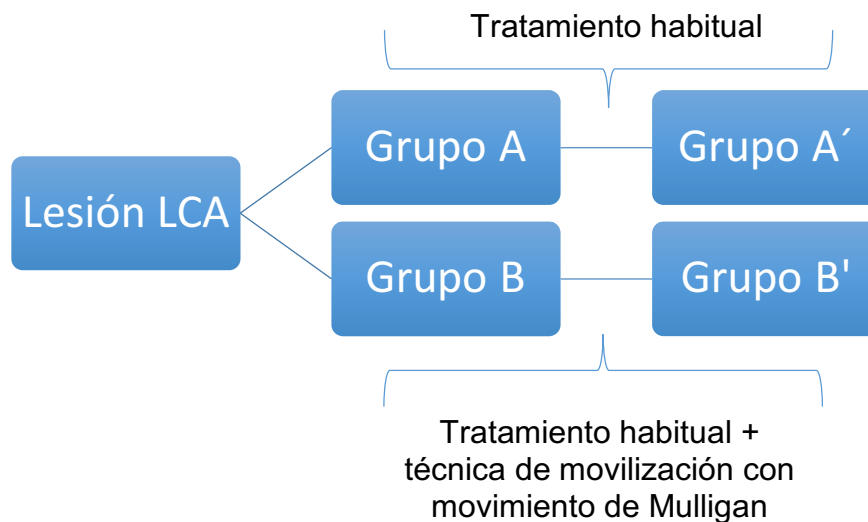 Tratamiento habitual
Grupo A
Grupo A´
Lesión LCA
Grupo B
Grupo B'
Tratamiento habitual +
técnica de movilización con
movimiento de Mulligan